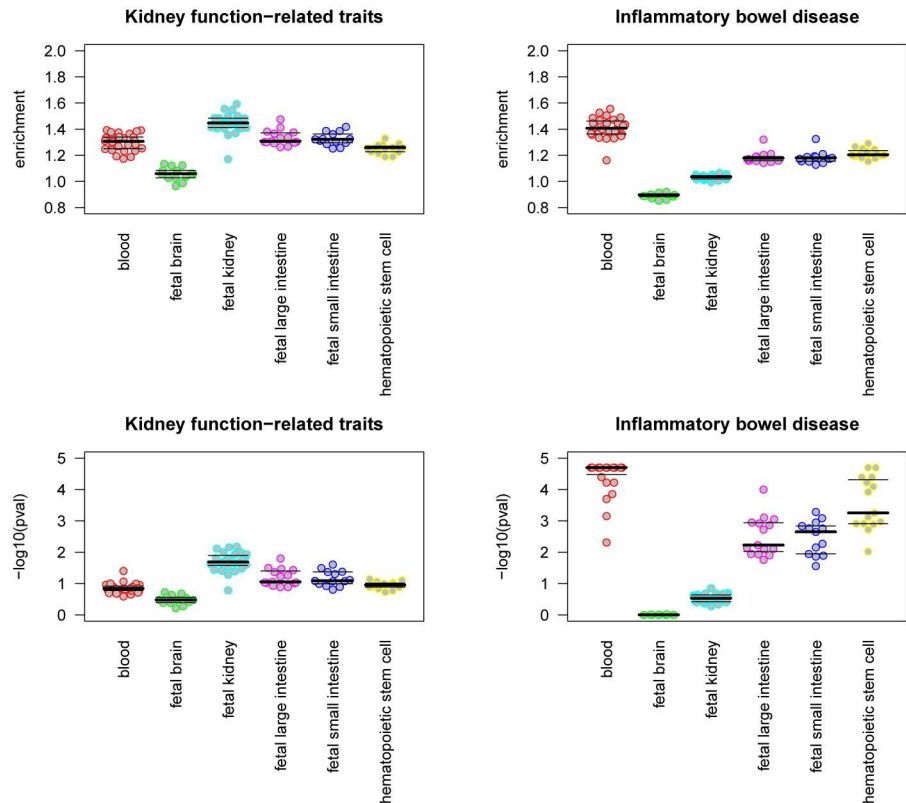 Kidney function−related traits
enrichment
2.0
1.8
1.6
1.4
1.2
1.0
0.8
blood
fetal brain
fetal kidney
fetal large intestine
fetal small intestine
hematopoietic stem cell
Inflammatory bowel disease
enrichment
2.0
1.8
1.6
1.4
1.2
1.0
0.8
blood
fetal brain
fetal kidney
fetal large intestine
fetal small intestine
hematopoietic stem cell
Kidney function−related traits
−log10(pval)
5
4
3
2
1
0
blood
fetal brain
fetal kidney
fetal large intestine
fetal small intestine
hematopoietic stem cell
Inflammatory bowel disease
−log10(pval)
5
4
3
2
1
0
blood
fetal brain
fetal kidney
fetal large intestine
fetal small intestine
hematopoietic stem cell